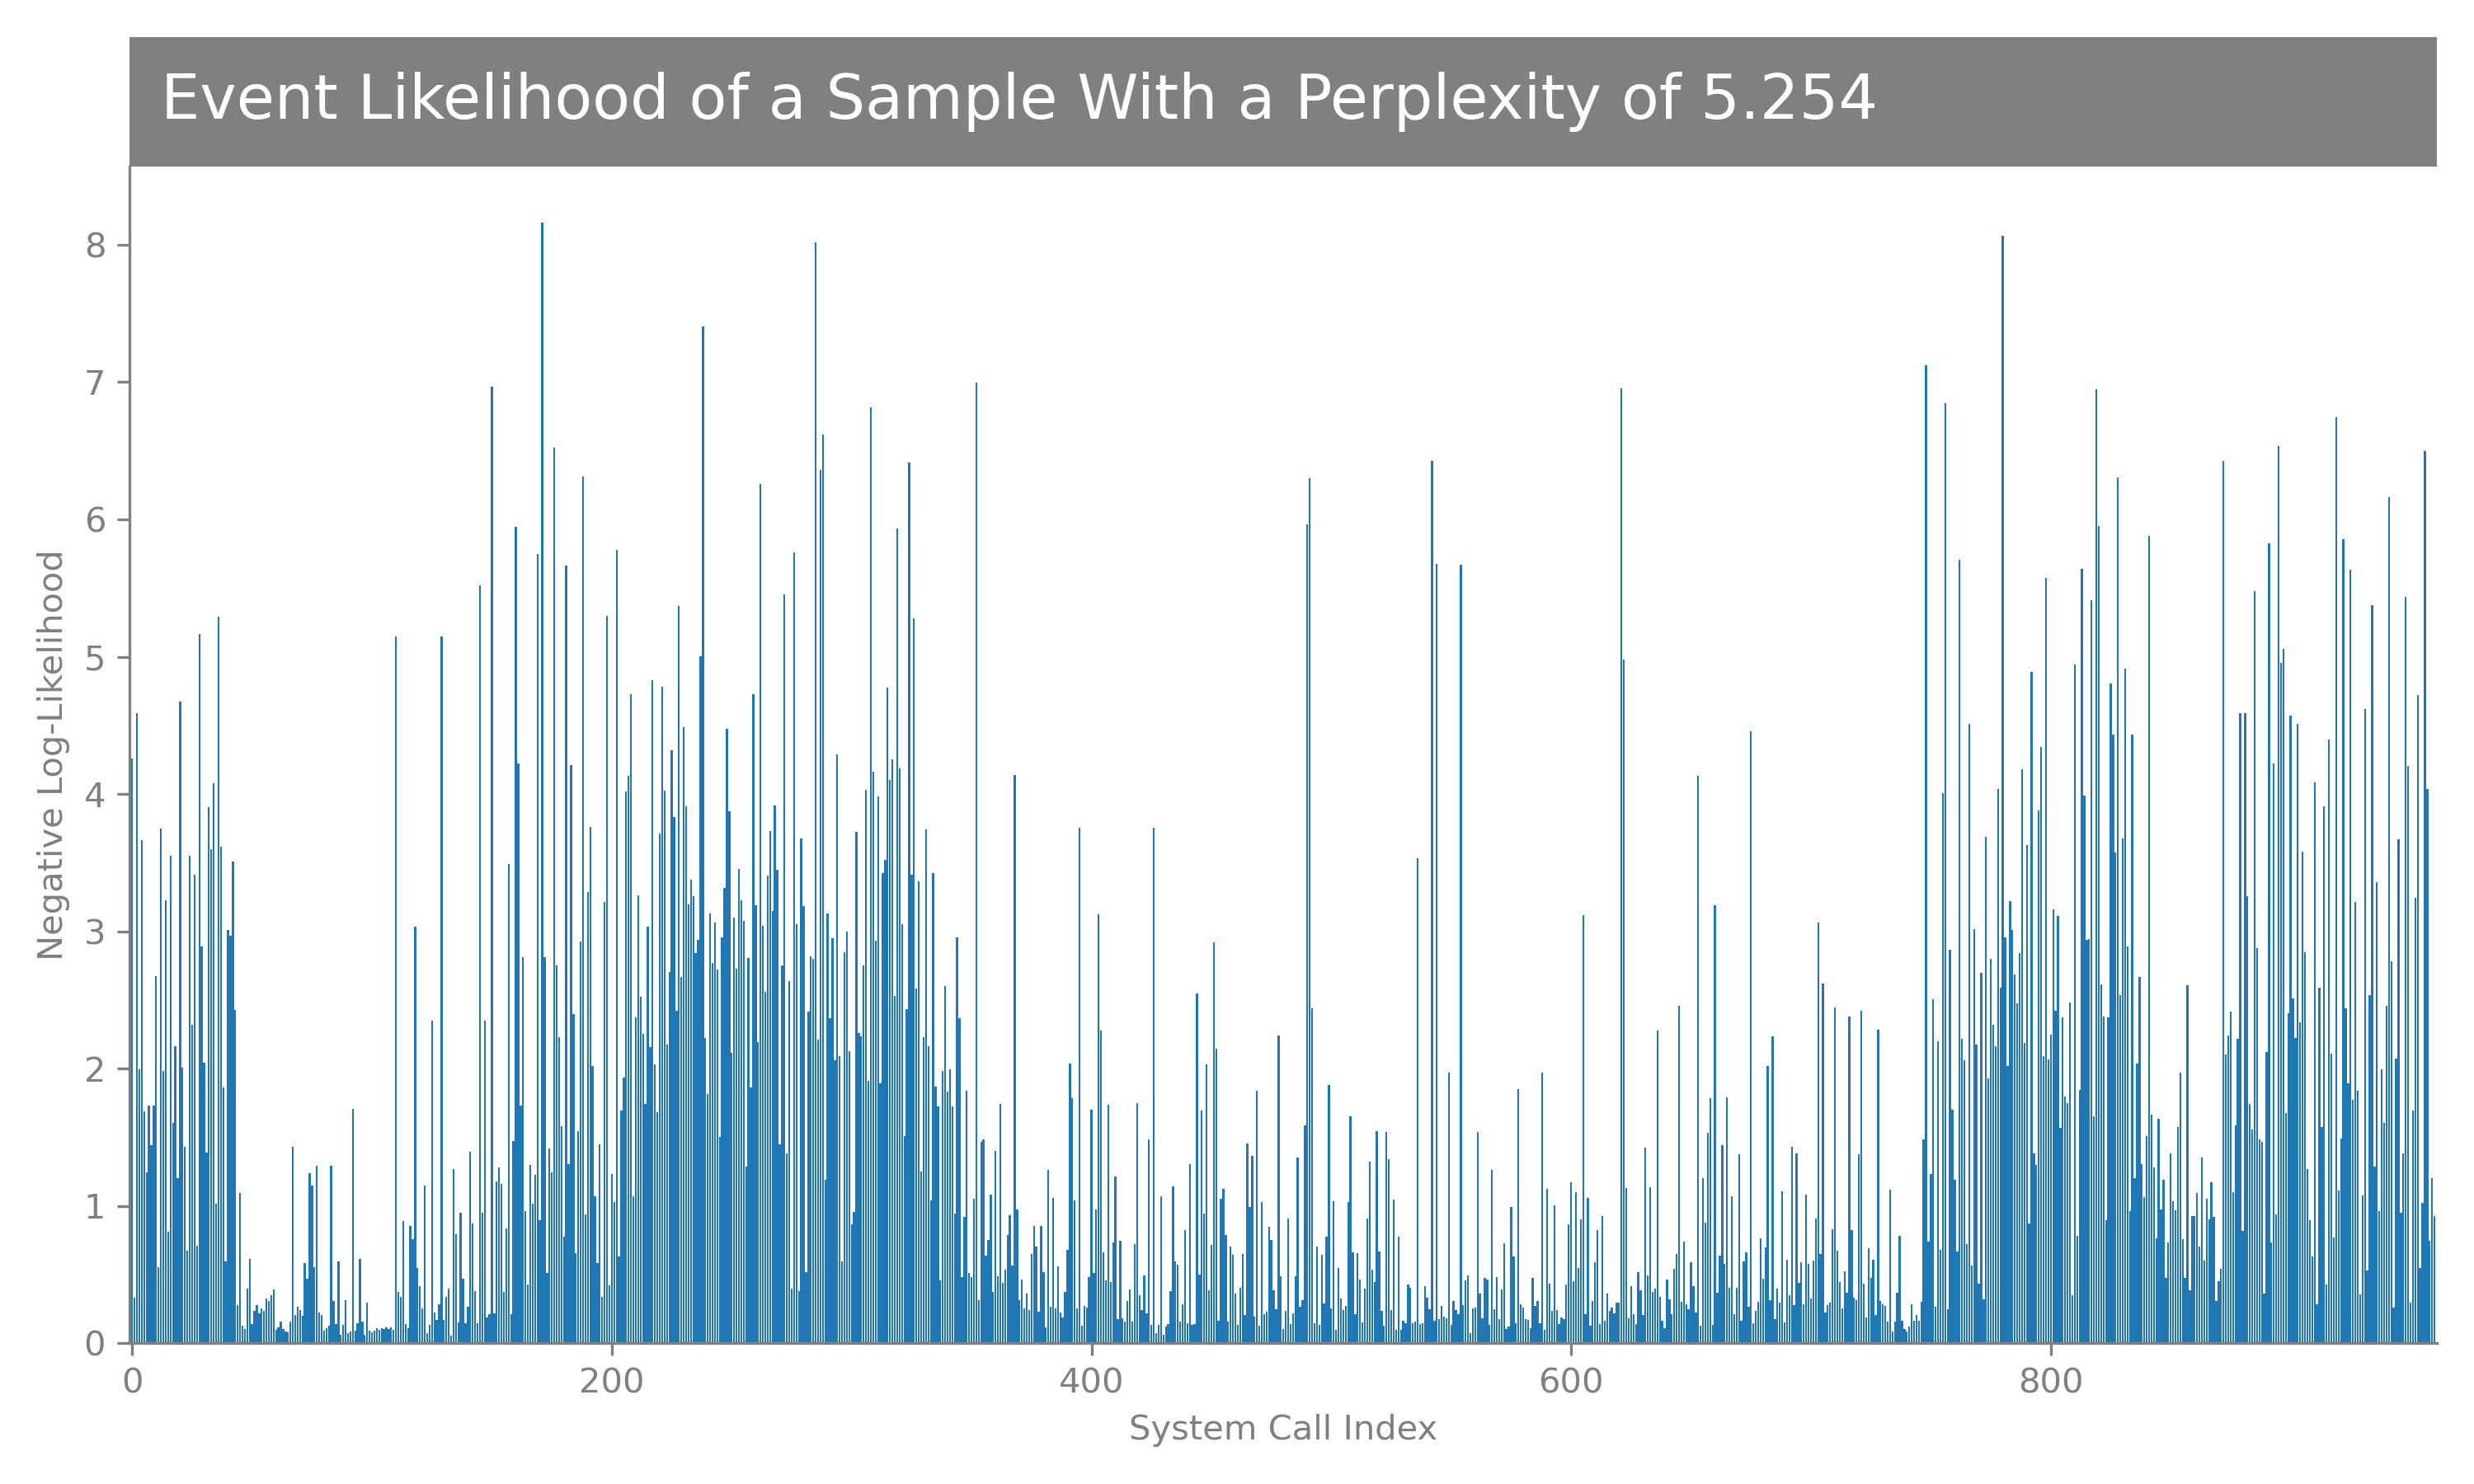 Event Likelihood of a Sample With a Perplexity of 5.254
8
7
6
5
4
3
2
1
0
Negative Log-Likelihood
0 200 400 600 800
System Call Index